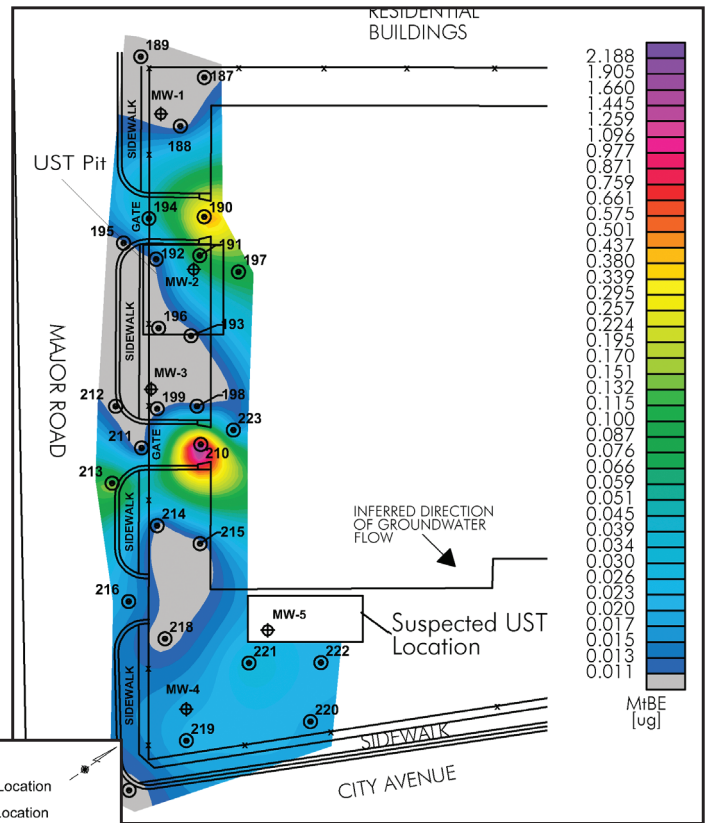 RESIDENTIAL
BUILDINGS
189
187
MW-1
188
SIDEWALK
UST Pit
194
190
GATE
195
192
191
197
MW-2
196
193
SIDEWALK
MAJOR ROAD
MW-3
212
199
198
223
211
GATE
210
213
SIDEWALK
214
215
INFERRED DIRECTION
OF GROUNDWATER
FLOW
216
218
MW-5
Suspected UST
Location
221
222
SIDEWALK
MW-4
219
220
SIDEWALK
CITY AVENUE
Location
Location
2.188
1.905
1.660
1.445
1.259
1.096
0.977
0.871
0.759
0.661
0.575
0.501
0.437
0.380
0.339
0.295
0.257
0.224
0.195
0.170
0.151
0.132
0.115
0.100
0.087
0.076
0.066
0.059
0.051
0.045
0.039
0.034
0.030
0.026
0.023
0.020
0.017
0.015
0.013
0.011
MtBE
[ug]